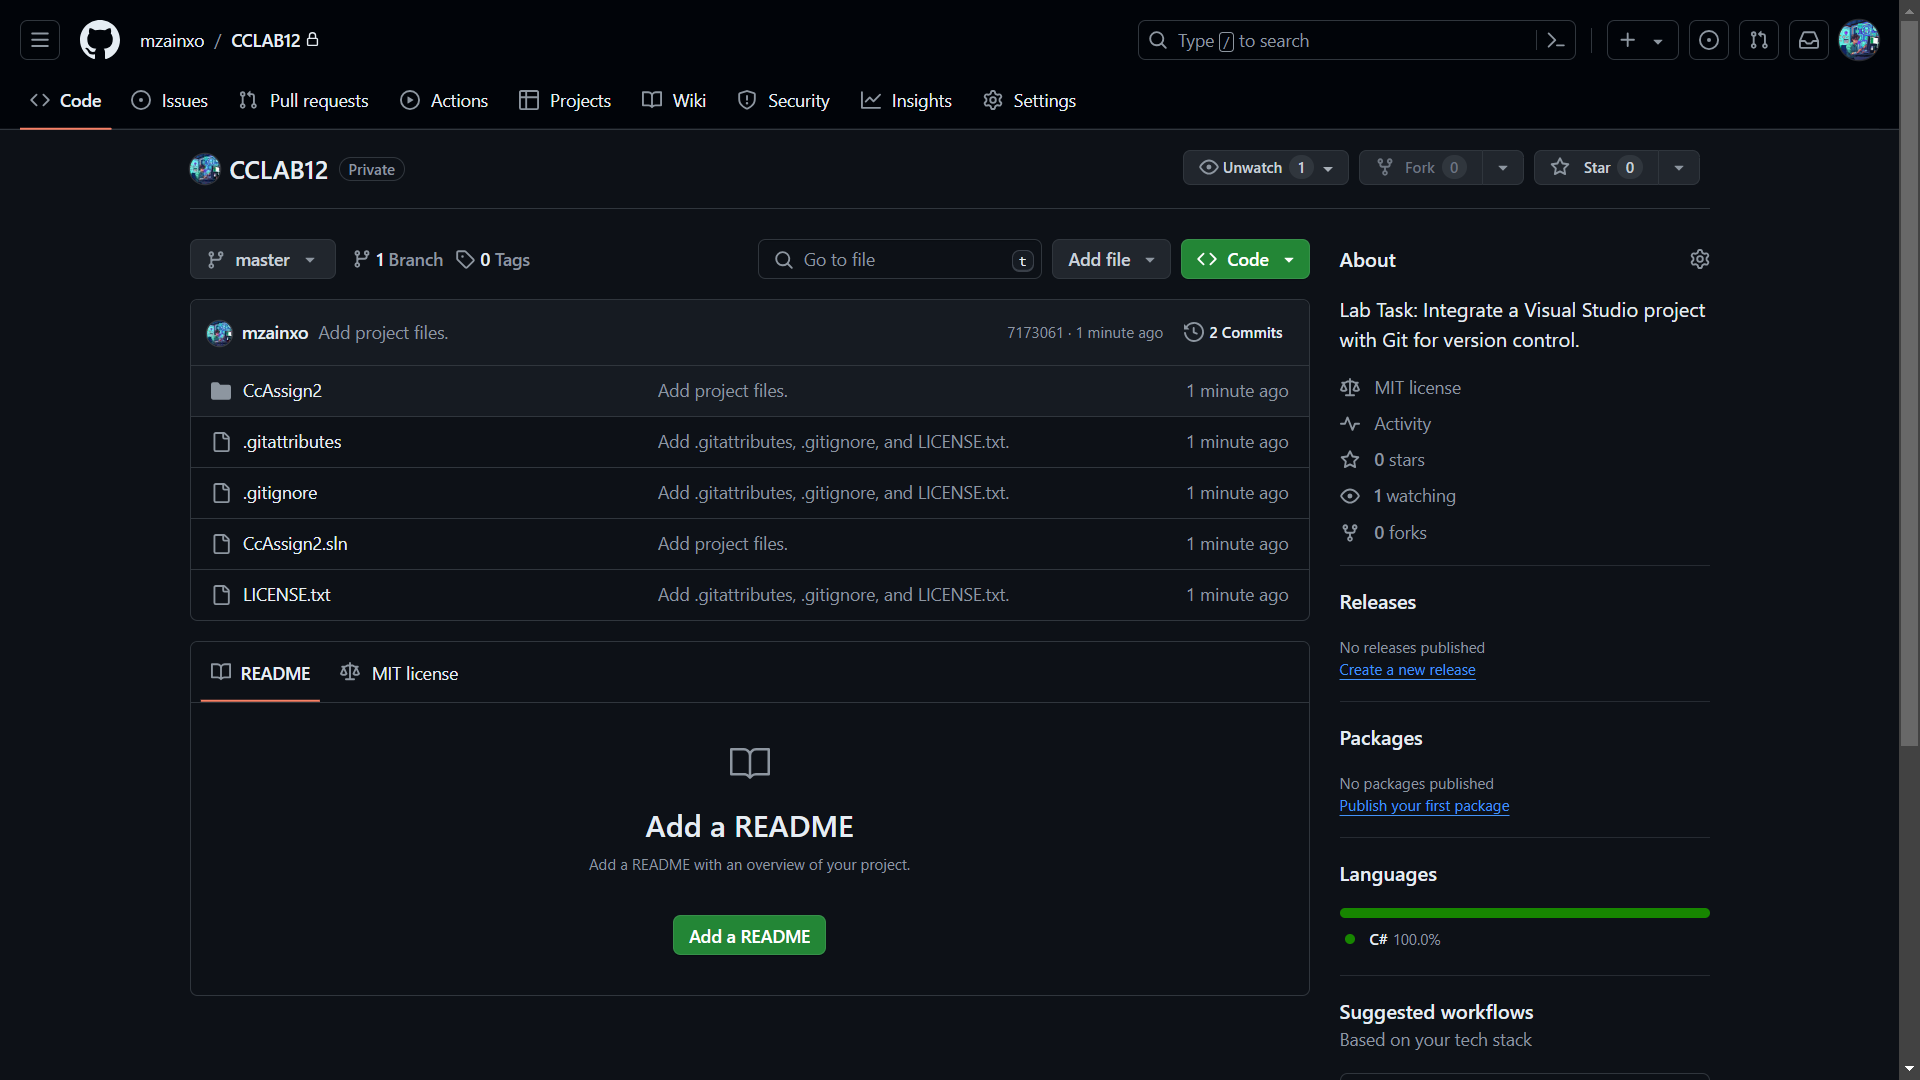 mzainxo / CCLAB12
Type / to search
Code Issues Pull requests Actions Projects Wiki Security Insights Settings
CCLAB12 Private
Unwatch 1 Fork 0 Star 0
master 1 Branch 0 Tags
Go to file t Add file Code
mzainxo Add project files. 7173061 · 1 minute ago 2 Commits
CcAssign2 Add project files. 1 minute ago
.gitattributes Add .gitattributes, .gitignore, and LICENSE.txt. 1 minute ago
.gitignore Add .gitattributes, .gitignore, and LICENSE.txt. 1 minute ago
CcAssign2.sln Add project files. 1 minute ago
LICENSE.txt Add .gitattributes, .gitignore, and LICENSE.txt. 1 minute ago
README MIT license
Add a README
Add a README with an overview of your project.
Add a README
About
Lab Task: Integrate a Visual Studio project
with Git for version control.
MIT license
Activity
0 stars
1 watching
0 forks
Releases
No releases published
Create a new release
Packages
No packages published
Publish your first package
Languages
C# 100.0%
Suggested workflows
Based on your tech stack